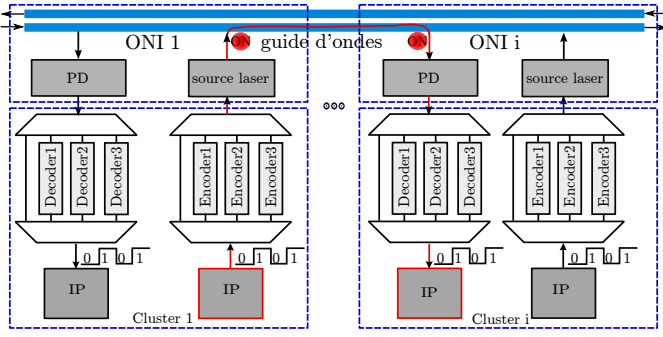 ONI 1
ON
guide d'ondes
ON
ONI i
PD
source laser
PD
source laser
Decoder1
Decoder2
Decoder3
Encoder1
Encoder2
Encoder3
Decoder1
Decoder2
Decoder3
Encoder1
Encoder2
Encoder3
0 1 0 1
0 1 0 1
0 1 0 1
0 1 0 1
IP
IP
IP
IP
Cluster 1
Cluster i